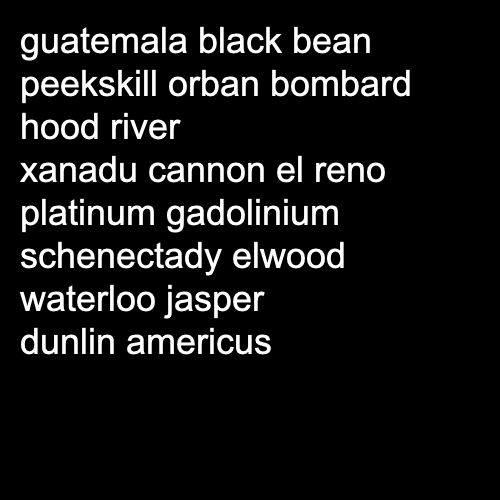 guatemala black bean
peekskill orban bombard
hood river
xanadu cannon el reno
platinum gadolinium
schenectady elwood
waterloo jasper
dunlin americus